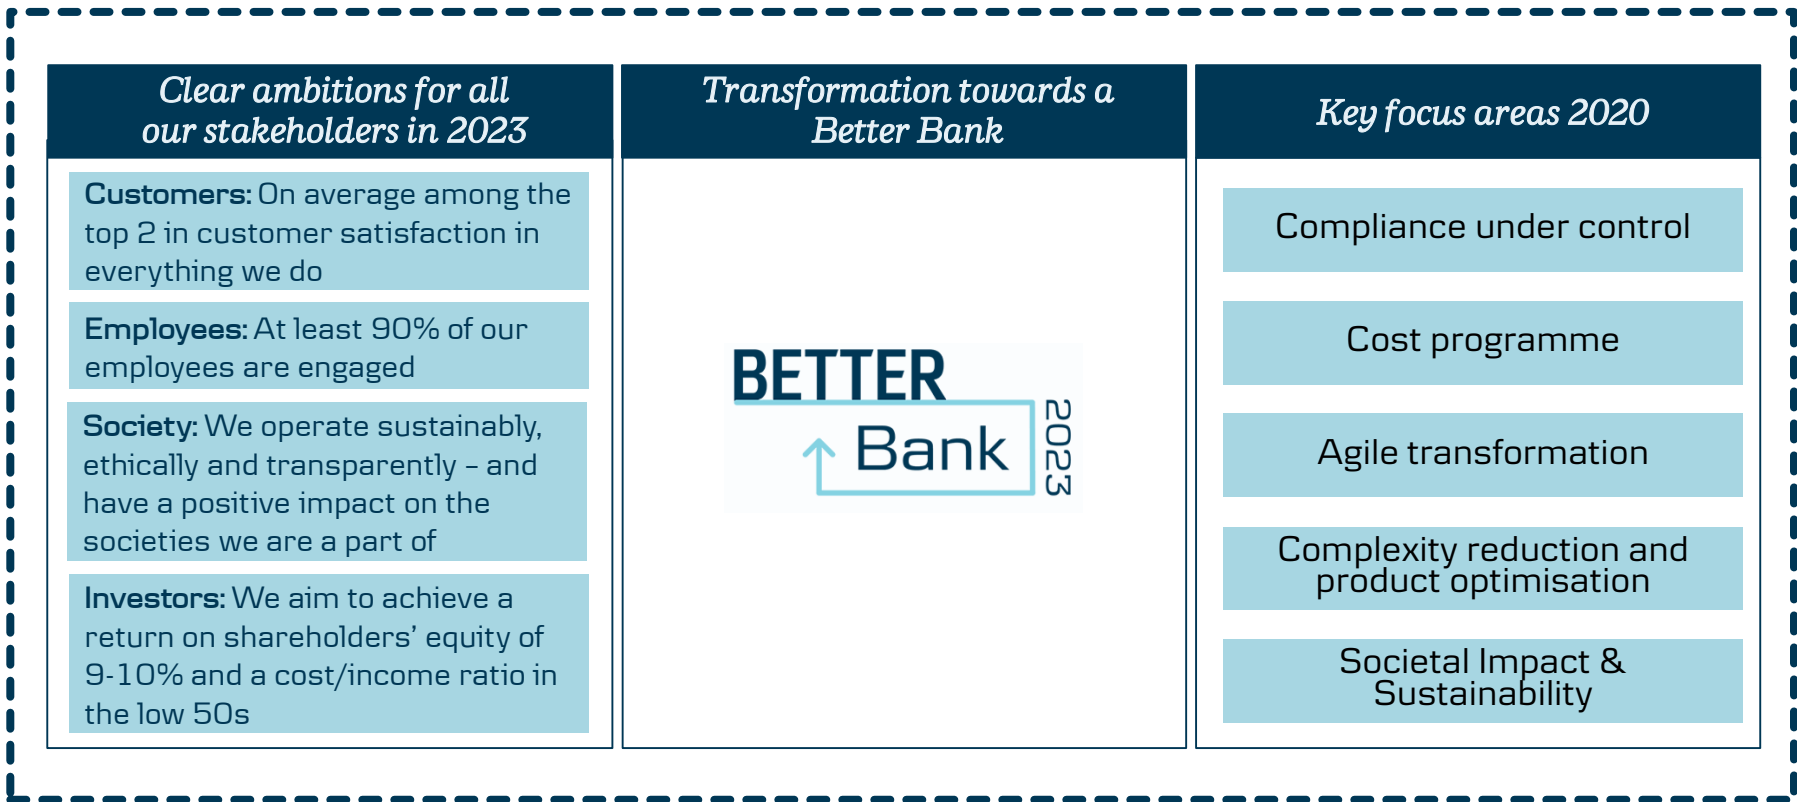 Clear ambitions for all
our stakeholders in 2023
Customers: On average among the
top 2 in customer satisfaction in
everything we do
Employees: At least 90% of our
employees are engaged
Society: We operate sustainably,
ethically and transparently – and
have a positive impact on the
societies we are a part of
Investors: We aim to achieve a
return on shareholders’ equity of
9-10% and a cost/income ratio in
the low 50s
Transformation towards a
Better Bank
BETTER
Bank
2023
Key focus areas 2020
Compliance under control
Cost programme
Agile transformation
Complexity reduction and
product optimisation
Societal Impact &
Sustainability